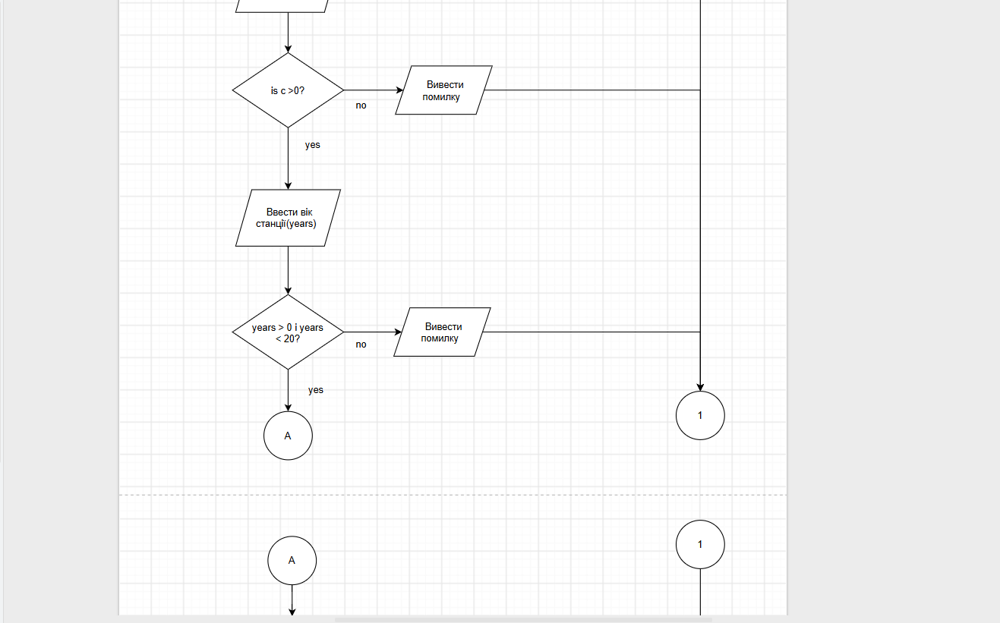 is c >0?
Вивести
помилку
no
yes
Ввести вік
станції(years)
years > 0 і years
< 20?
Вивести
помилку
no
yes
A
1
A
1